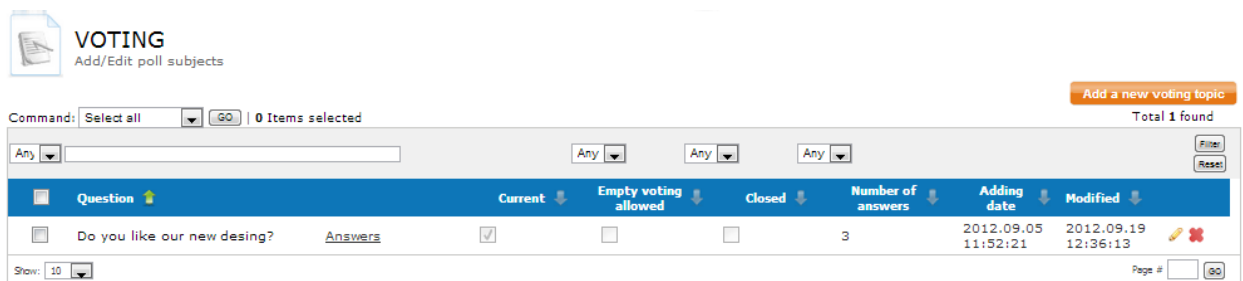 VOTING
Add/Edit poll subjects
Add a new voting topic
Command: Select all GO | 0 Items selected
Total 1 found
Any Any Any Any Filter
Reset
Question Current Empty voting allowed Closed Number of answers Adding date Modified
Do you like our new desing? Answers 3 2012.09.05 11:52:21 2012.09.19 12:36:13
Show: 10 Page # GO